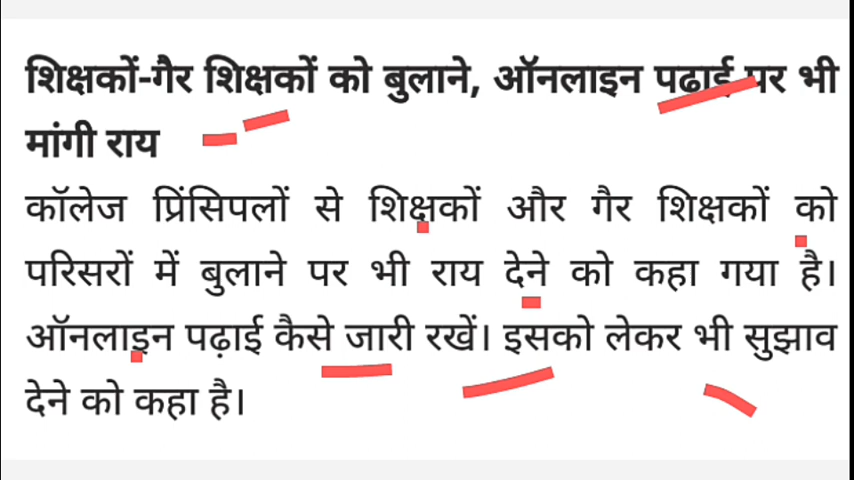 शिक्षकों-गैर शिक्षकों को बुलाने, ऑनलाइन पढ़ाई पर भी
मांगी राय
कॉलेज प्रिंसिपलों से शिक्षकों और गैर शिक्षकों को
परिसरों में बुलाने पर भी राय देने को कहा गया है।
ऑनलाइन पढ़ाई कैसे जारी रखें। इसको लेकर भी सुझाव
देने को कहा है।